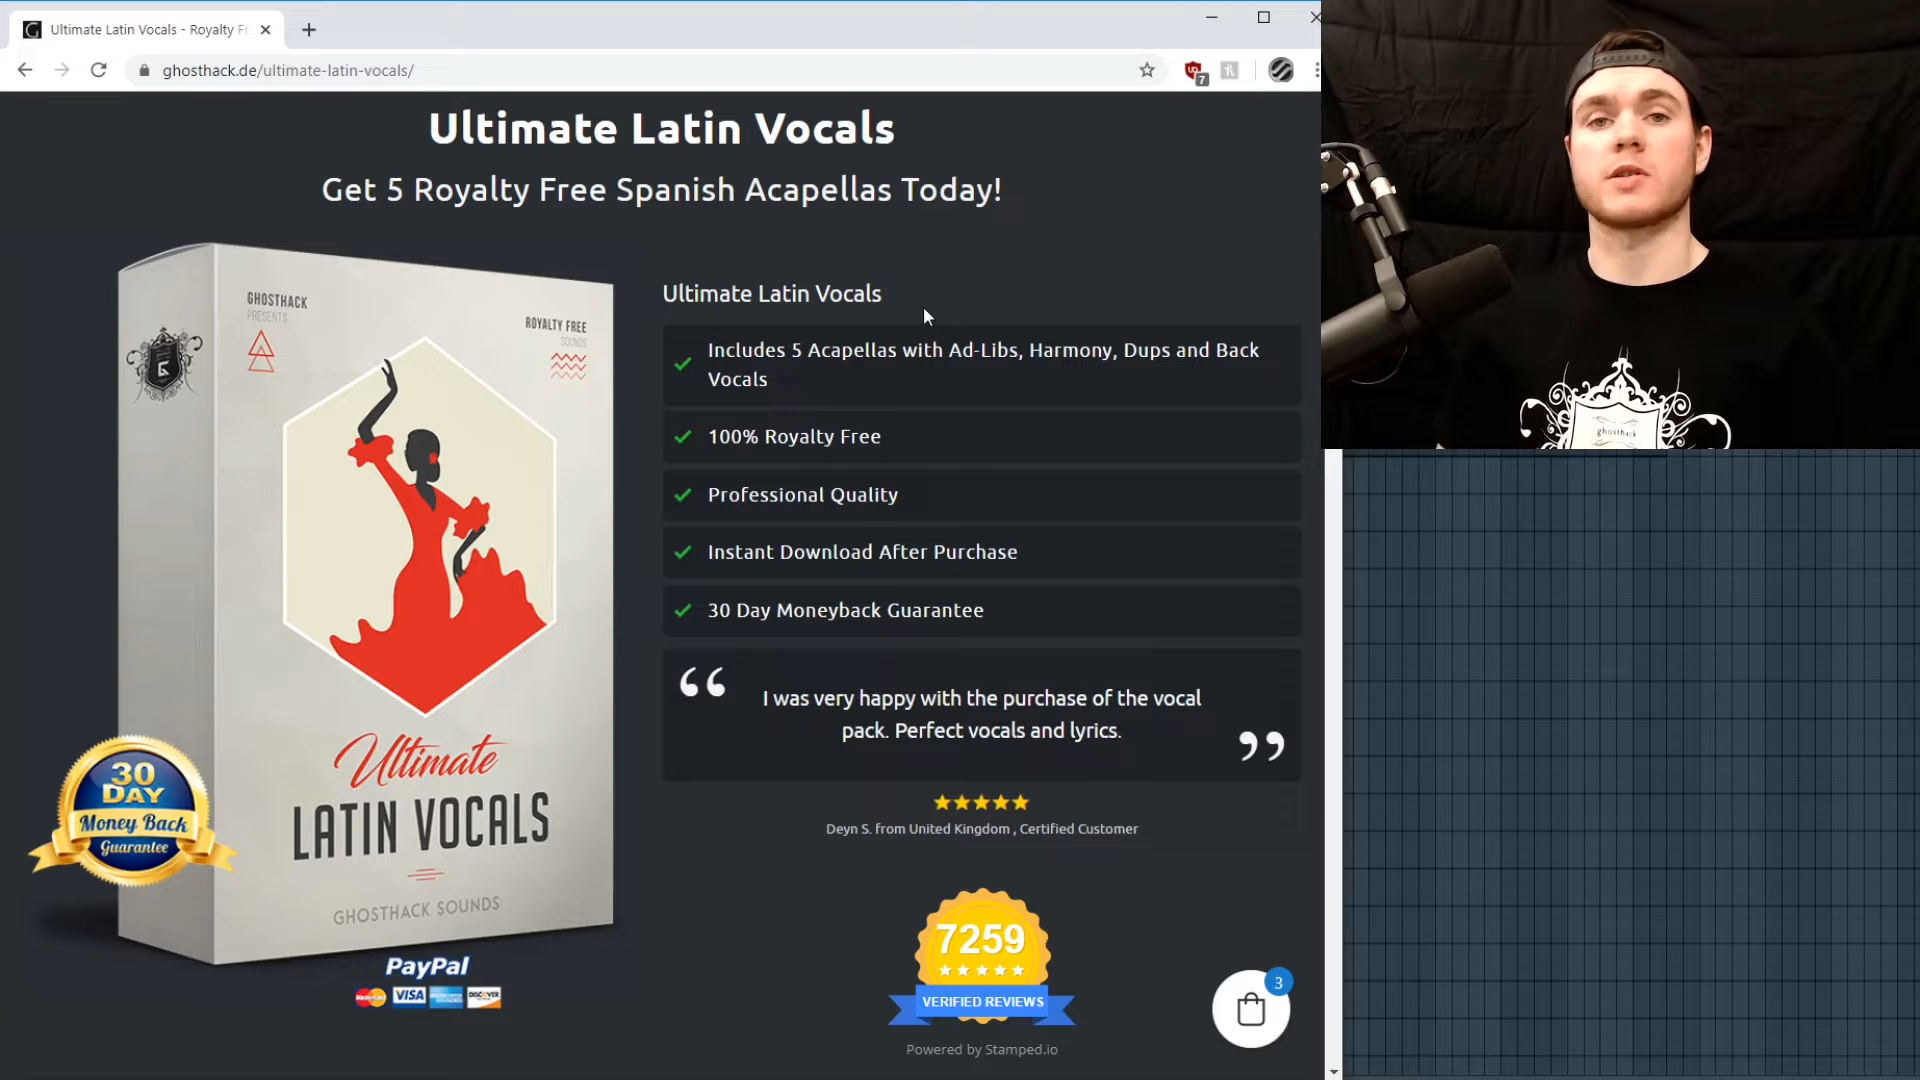 Ultimate Latin Vocals - Royalty Fr
ghosthack.de/ultimate-latin-vocals/
7
Ultimate Latin Vocals
Get 5 Royalty Free Spanish Acapellas Today!
GHOSTHACK
PRESENTS
ROYALTY FREE
SOUNDS
Ultimate
LATIN VOCALS
GHOSTHACK SOUNDS
30
DAY
Money Back
Guarantee
PayPal
MasterCard
VISA
DISCOVER
Ultimate Latin Vocals
Includes 5 Acapellas with Ad-Libs, Harmony, Dups and Back
Vocals
100% Royalty Free
Professional Quality
Instant Download After Purchase
30 Day Moneyback Guarantee
“ I was very happy with the purchase of the vocal
pack. Perfect vocals and lyrics. ”
Deyn S. from United Kingdom , Certified Customer
7259
VERIFIED REVIEWS
Powered by Stamped.io
3
ghosthack